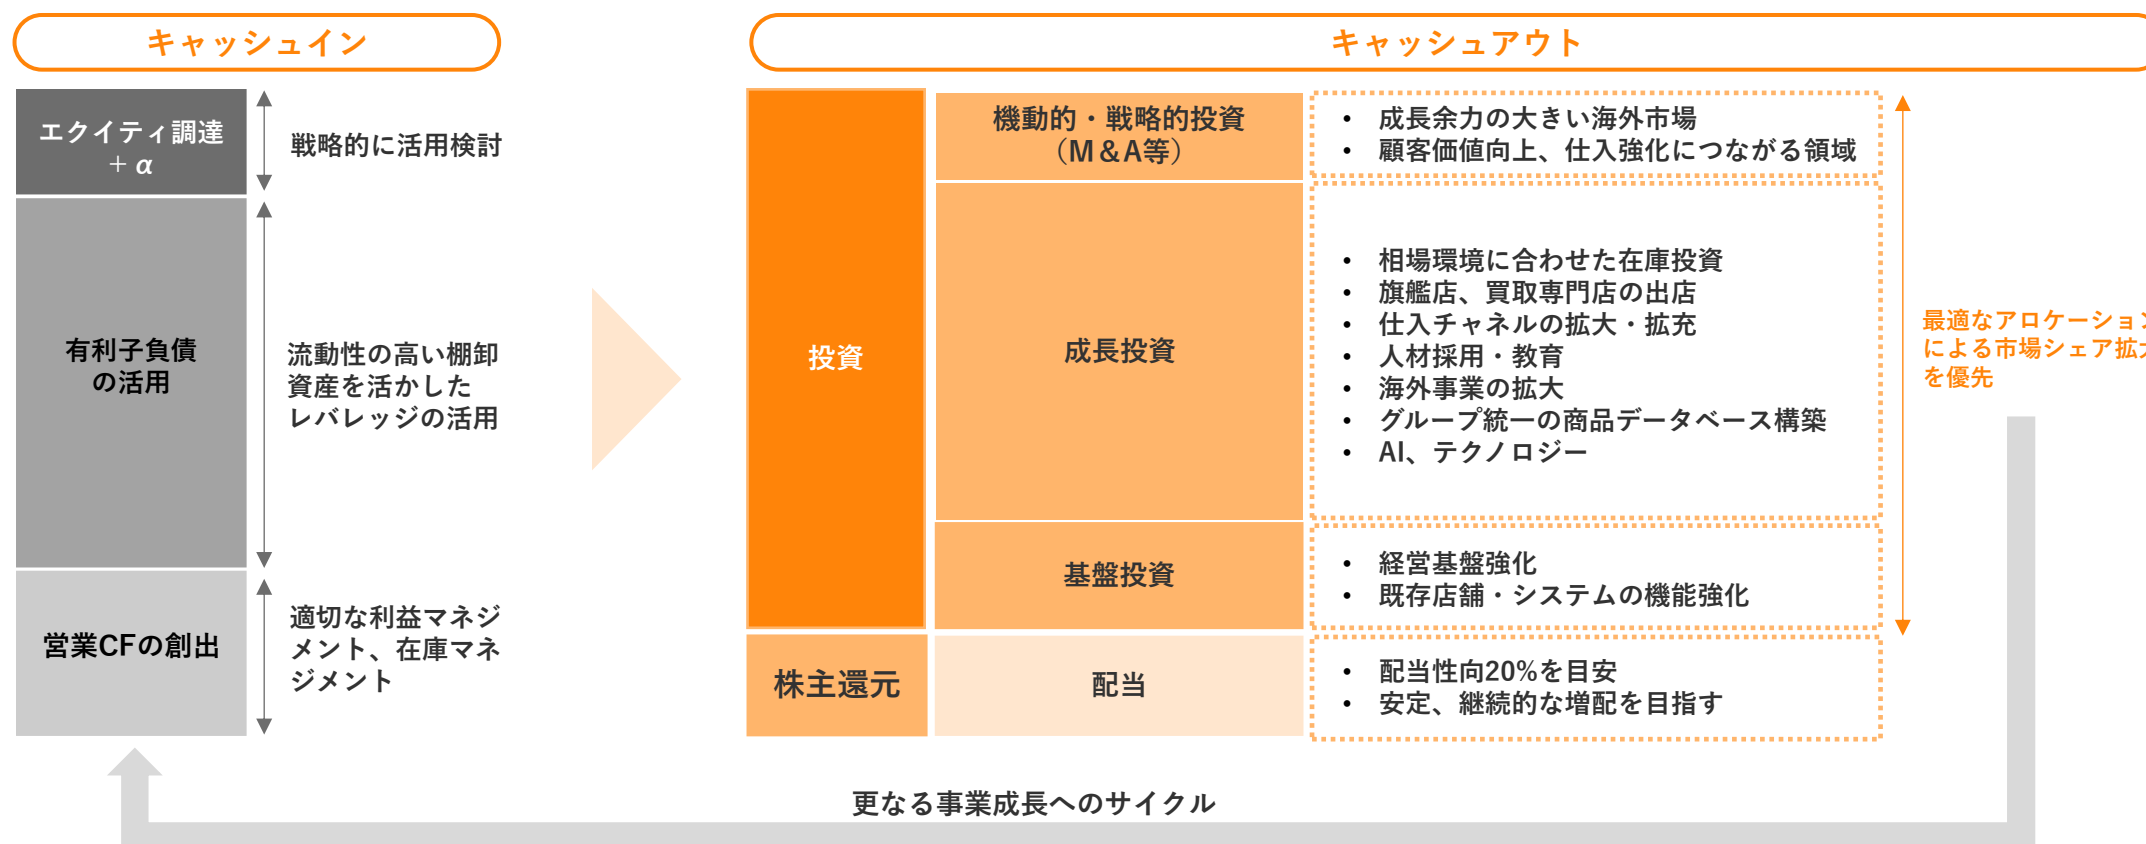 キャッシュイン
エクイティ調達
＋α
戦略的に活用検討
有利子負債
の活用
流動性の高い棚卸
資産を活かした
レバレッジの活用
営業CFの創出
適切な利益マネジ
メント、在庫マネ
ジメント
キャッシュアウト
投資
機動的・戦略的投資
（M＆A等）
• 成長余力の大きい海外市場
• 顧客価値向上、仕入強化につながる領域
成長投資
• 相場環境に合わせた在庫投資
• 旗艦店、買取専門店の出店
• 仕入チャネルの拡大・拡充
• 人材採用・教育
• 海外事業の拡大
• グループ統一の商品データベース構築
• AI、テクノロジー
基盤投資
• 経営基盤強化
• 既存店舗・システムの機能強化
株主還元
配当
• 配当性向20%を目安
• 安定、継続的な増配を目指す
最適なアロケーション
による市場シェア拡大
を優先
更なる事業成長へのサイクル